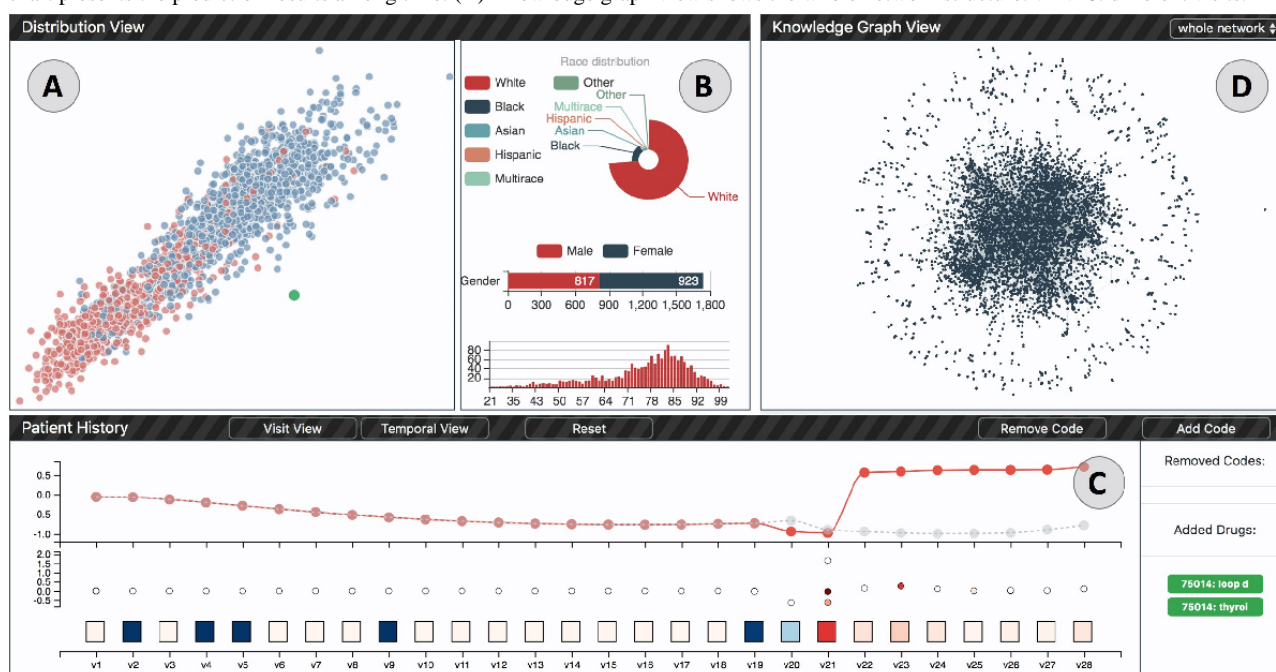 Distribution View
A
Race distribution
White
Black
Asian
Hispanic
Multirace
Other
Other
Multirace
Hispanic
Asian
Black
White
B
Male
Female
Gender
817
923
0 300 600 900 1,200 1,500 1,800
80
60
40
20
21 35 43 50 57 64 71 78 85 92 99
Knowledge Graph View
whole network
D
Patient History
Visit View
Temporal View
Reset
Remove Code
Add Code
0.5
0.0
-0.5
-1.0
C
2.0
1.5
1.0
0.5
0.0
-0.5
v1 v2 v3 v4 v5 v6 v7 v8 v9 v10 v11 v12 v13 v14 v15 v16 v17 v18 v19 v20 v21 v22 v23 v24 v25 v26 v27 v28
Removed Codes:
Added Drugs:
75014: loop d
75014: thyroi